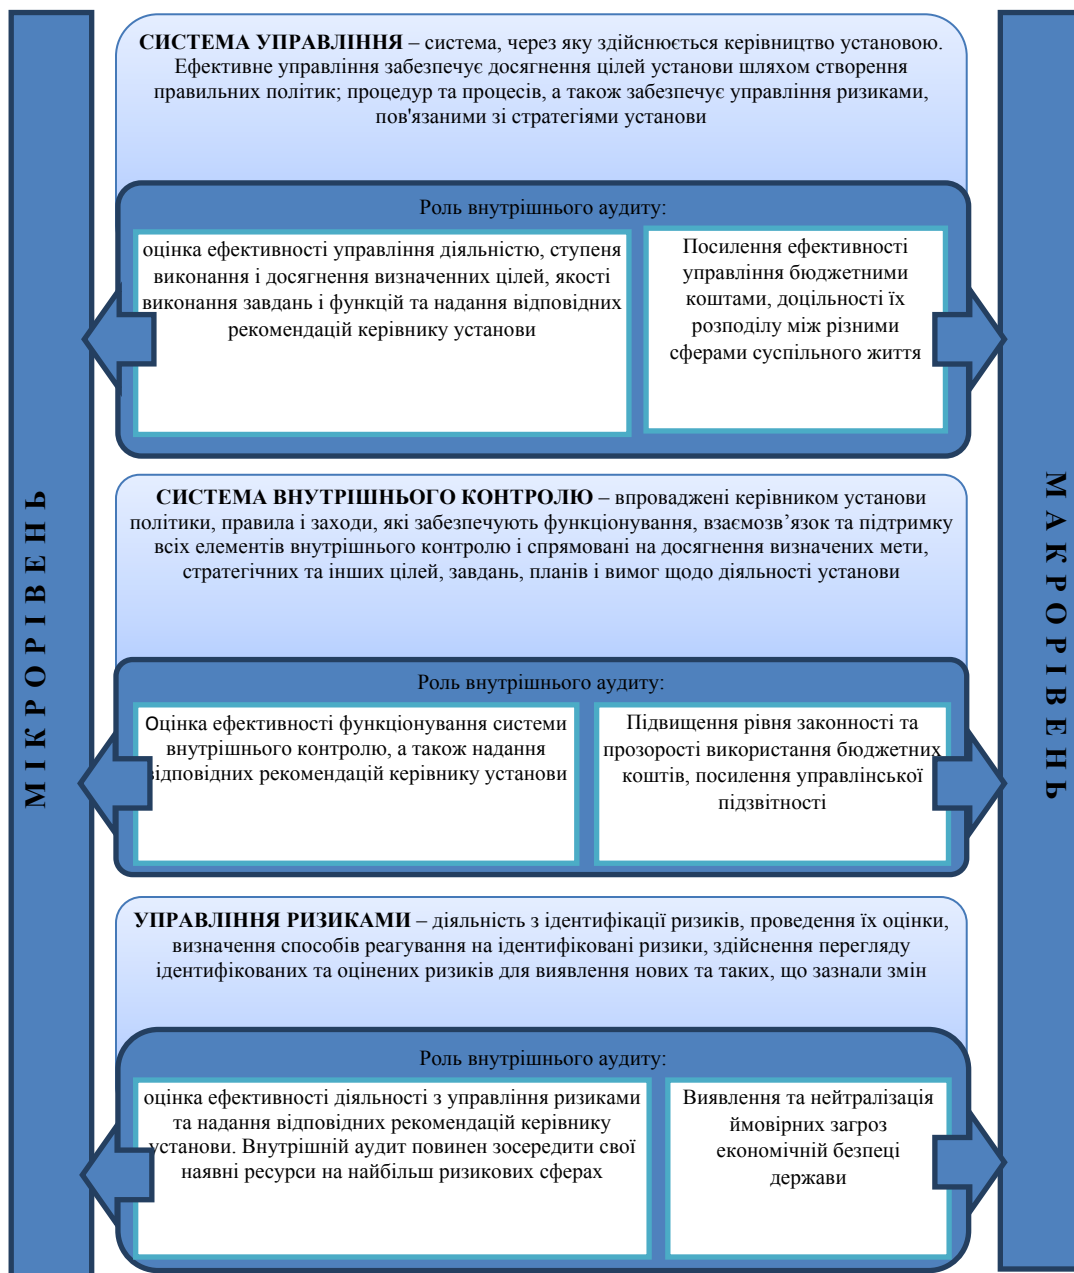 СИСТЕМА УПРАВЛІННЯ – система, через яку здійснюється керівництво установою.
Ефективне управління забезпечує досягнення цілей установи шляхом створення
правильних політик; процедур та процесів, а також забезпечує управління ризиками,
пов'язаними зі стратегіями установи
Роль внутрішнього аудиту:
оцінка ефективності управління діяльністю, ступеня
виконання і досягнення визначенних цілей, якості
виконання завдань і функцій та надання відповідних
рекомендацій керівнику установи
Посилення ефективності
управління бюджетними
коштами, доцільності їх
розподілу між різними
сферами суспільного життя
СИСТЕМА ВНУТРІШНЬОГО КОНТРОЛЮ – впроваджені керівником установи
політики, правила і заходи, які забезпечують функціонування, взаємозв’язок та підтримку
всіх елементів внутрішнього контролю і спрямовані на досягнення визначених мети,
стратегічних та інших цілей, завдань, планів і вимог щодо діяльності установи
Роль внутрішнього аудиту:
Оцінка ефективності функціонування системи
внутрішнього контролю, а також надання
відповідних рекомендацій керівнику установи
Підвищення рівня законності та
прозорості використання бюджетних
коштів, посилення управлінської
підзвітності
УПРАВЛІННЯ РИЗИКАМИ – діяльність з ідентифікації ризиків, проведення їх оцінки,
визначення способів реагування на ідентифіковані ризики, здійснення перегляду
ідентифікованих та оцінених ризиків для виявлення нових та таких, що зазнали змін
Роль внутрішнього аудиту:
оцінка ефективності діяльності з управління ризиками
та надання відповідних рекомендацій керівнику
установи. Внутрішній аудит повинен зосередити свої
наявні ресурси на найбільш ризикових сферах
Виявлення та нейтралізація
ймовірних загроз
економічній безпеці
держави
МІКРОРІВЕНЬ
МАКРОРІВЕНЬ